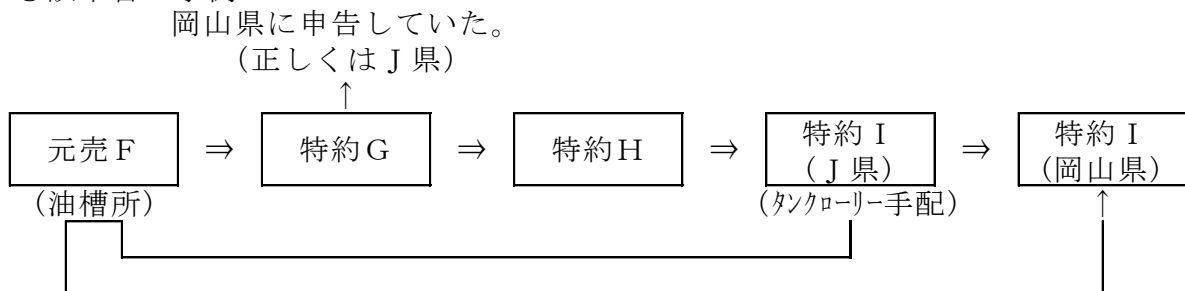 岡山県に申告していた。
（正しくはＪ県）
↑
元売Ｆ ⇒ 特約Ｇ ⇒ 特約Ｈ ⇒ 特約Ｉ（Ｊ県） ⇒ 特約Ｉ（岡山県）
（油槽所） （ﾀﾝｸﾛｰﾘｰ手配） ↑